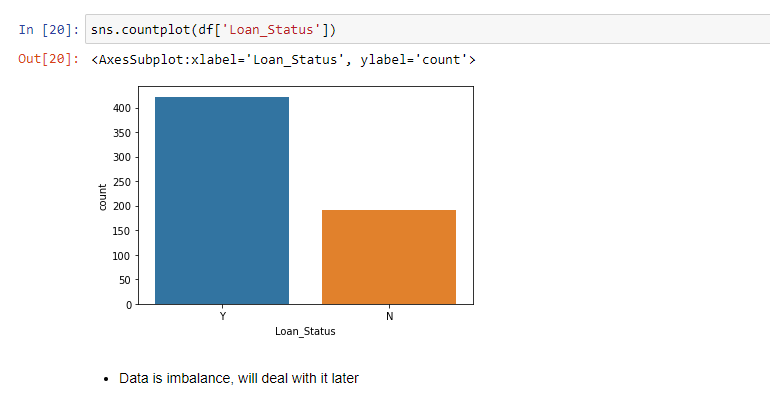 In [20]: sns.countplot(df['Loan_Status'])
Out[20]: <AxesSubplot:xlabel='Loan_Status', ylabel='count'>
400
350
300
250
200
150
100
50
0
count
Y N
Loan_Status
• Data is imbalance, will deal with it later